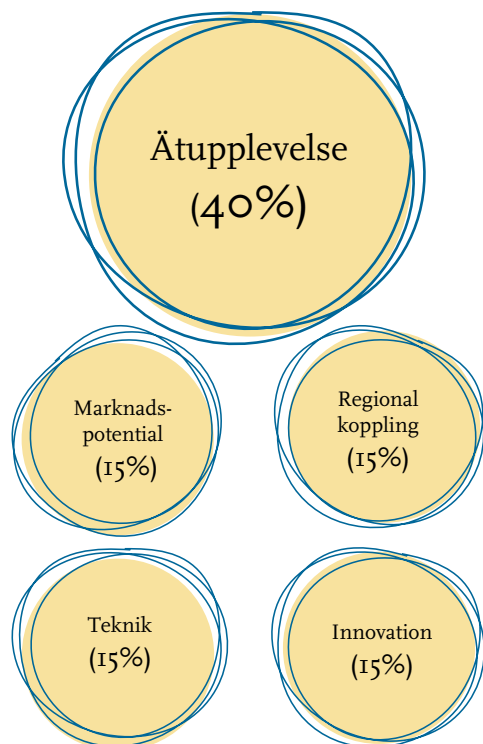 Ätupplevelse
(40%)
Marknads-
potential
(15%)
Regional
koppling
(15%)
Teknik
(15%)
Innovation
(15%)